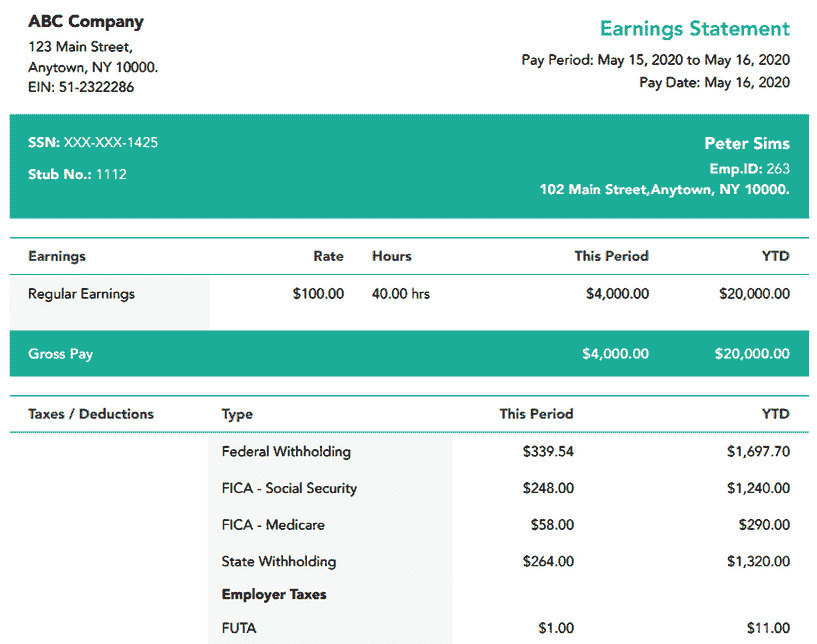 ABC Company
123 Main Street,
Anytown, NY 10000.
EIN: 51-2322286
Earnings Statement
Pay Period: May 15, 2020 to May 16, 2020
Pay Date: May 16, 2020
SSN: XXX-XXX-1425
Stub No.: 1112
Peter Sims
Emp.ID: 263
102 Main Street,Anytown, NY 10000.
Earnings Rate Hours This Period YTD
Regular Earnings $100.00 40.00 hrs $4,000.00 $20,000.00
Gross Pay $4,000.00 $20,000.00
Taxes / Deductions Type This Period YTD
Federal Withholding $339.54 $1,697.70
FICA - Social Security $248.00 $1,240.00
FICA - Medicare $58.00 $290.00
State Withholding $264.00 $1,320.00
Employer Taxes
FUTA $1.00 $11.00